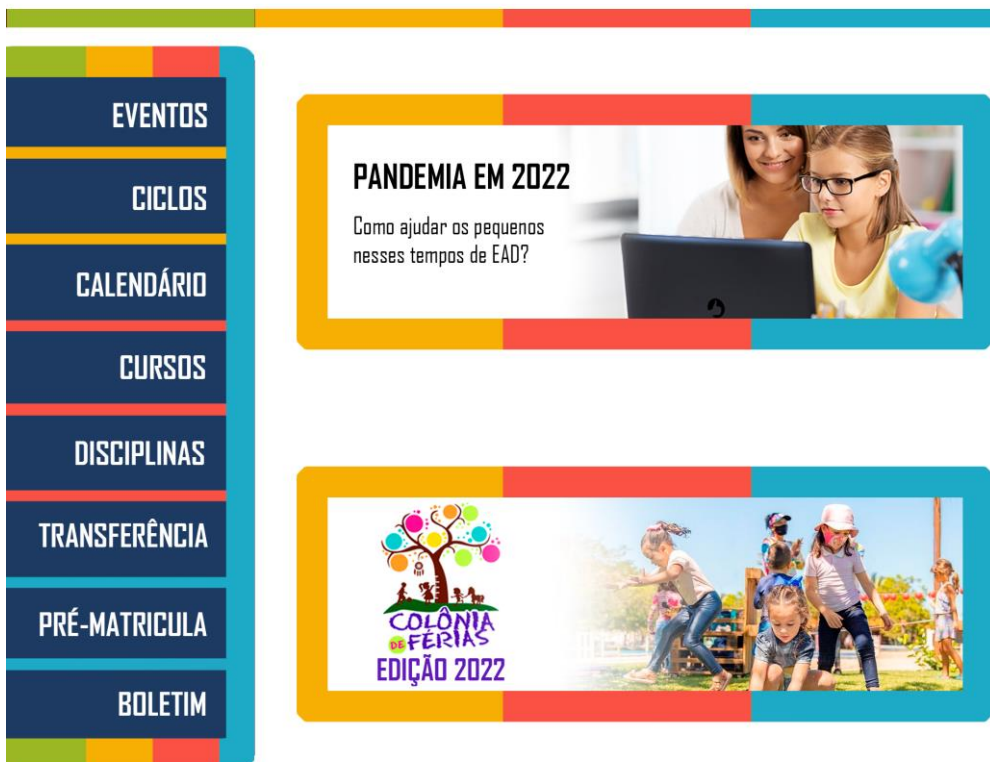 EVENTOS
CICLOS
CALENDÁRIO
CURSOS
DISCIPLINAS
TRANSFERÊNCIA
PRÉ-MATRICULA
BOLETIM
PANDEMIA EM 2022
Como ajudar os pequenos
nesses tempos de EAD?
COLÔNIA
DE FÉRIAS
EDIÇÃO 2022